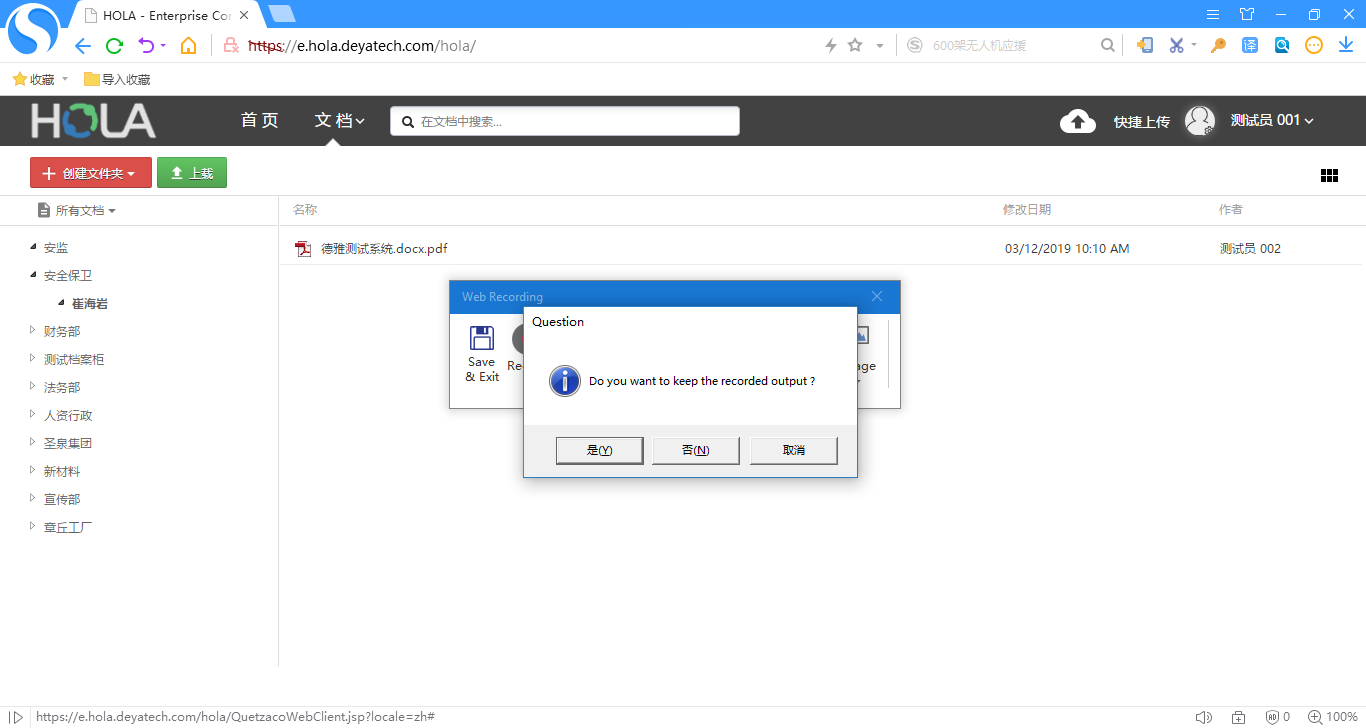 HOLA - Enterprise Cor
https://e.hola.deyatech.com/hola/
600架无人机应援
译
收藏
导入收藏
HOLA
首页
文档
在文档中搜索...
快捷上传
测试员 001
创建文件夹
上载
所有文档
名称
修改日期
作者
安监
安全保卫
崔海岩
财务部
测试档案柜
法务部
人资行政
圣泉集团
新材料
宣传部
章丘工厂
德雅测试系统.docx.pdf
03/12/2019 10:10 AM
测试员 002
Web Recording
Save
& Exit
Re
age
Question
Do you want to keep the recorded output ?
是(Y)
否(N)
取消
https://e.hola.deyatech.com/hola/QuetzacoWebClient.jsp?locale=zh#
0
100%